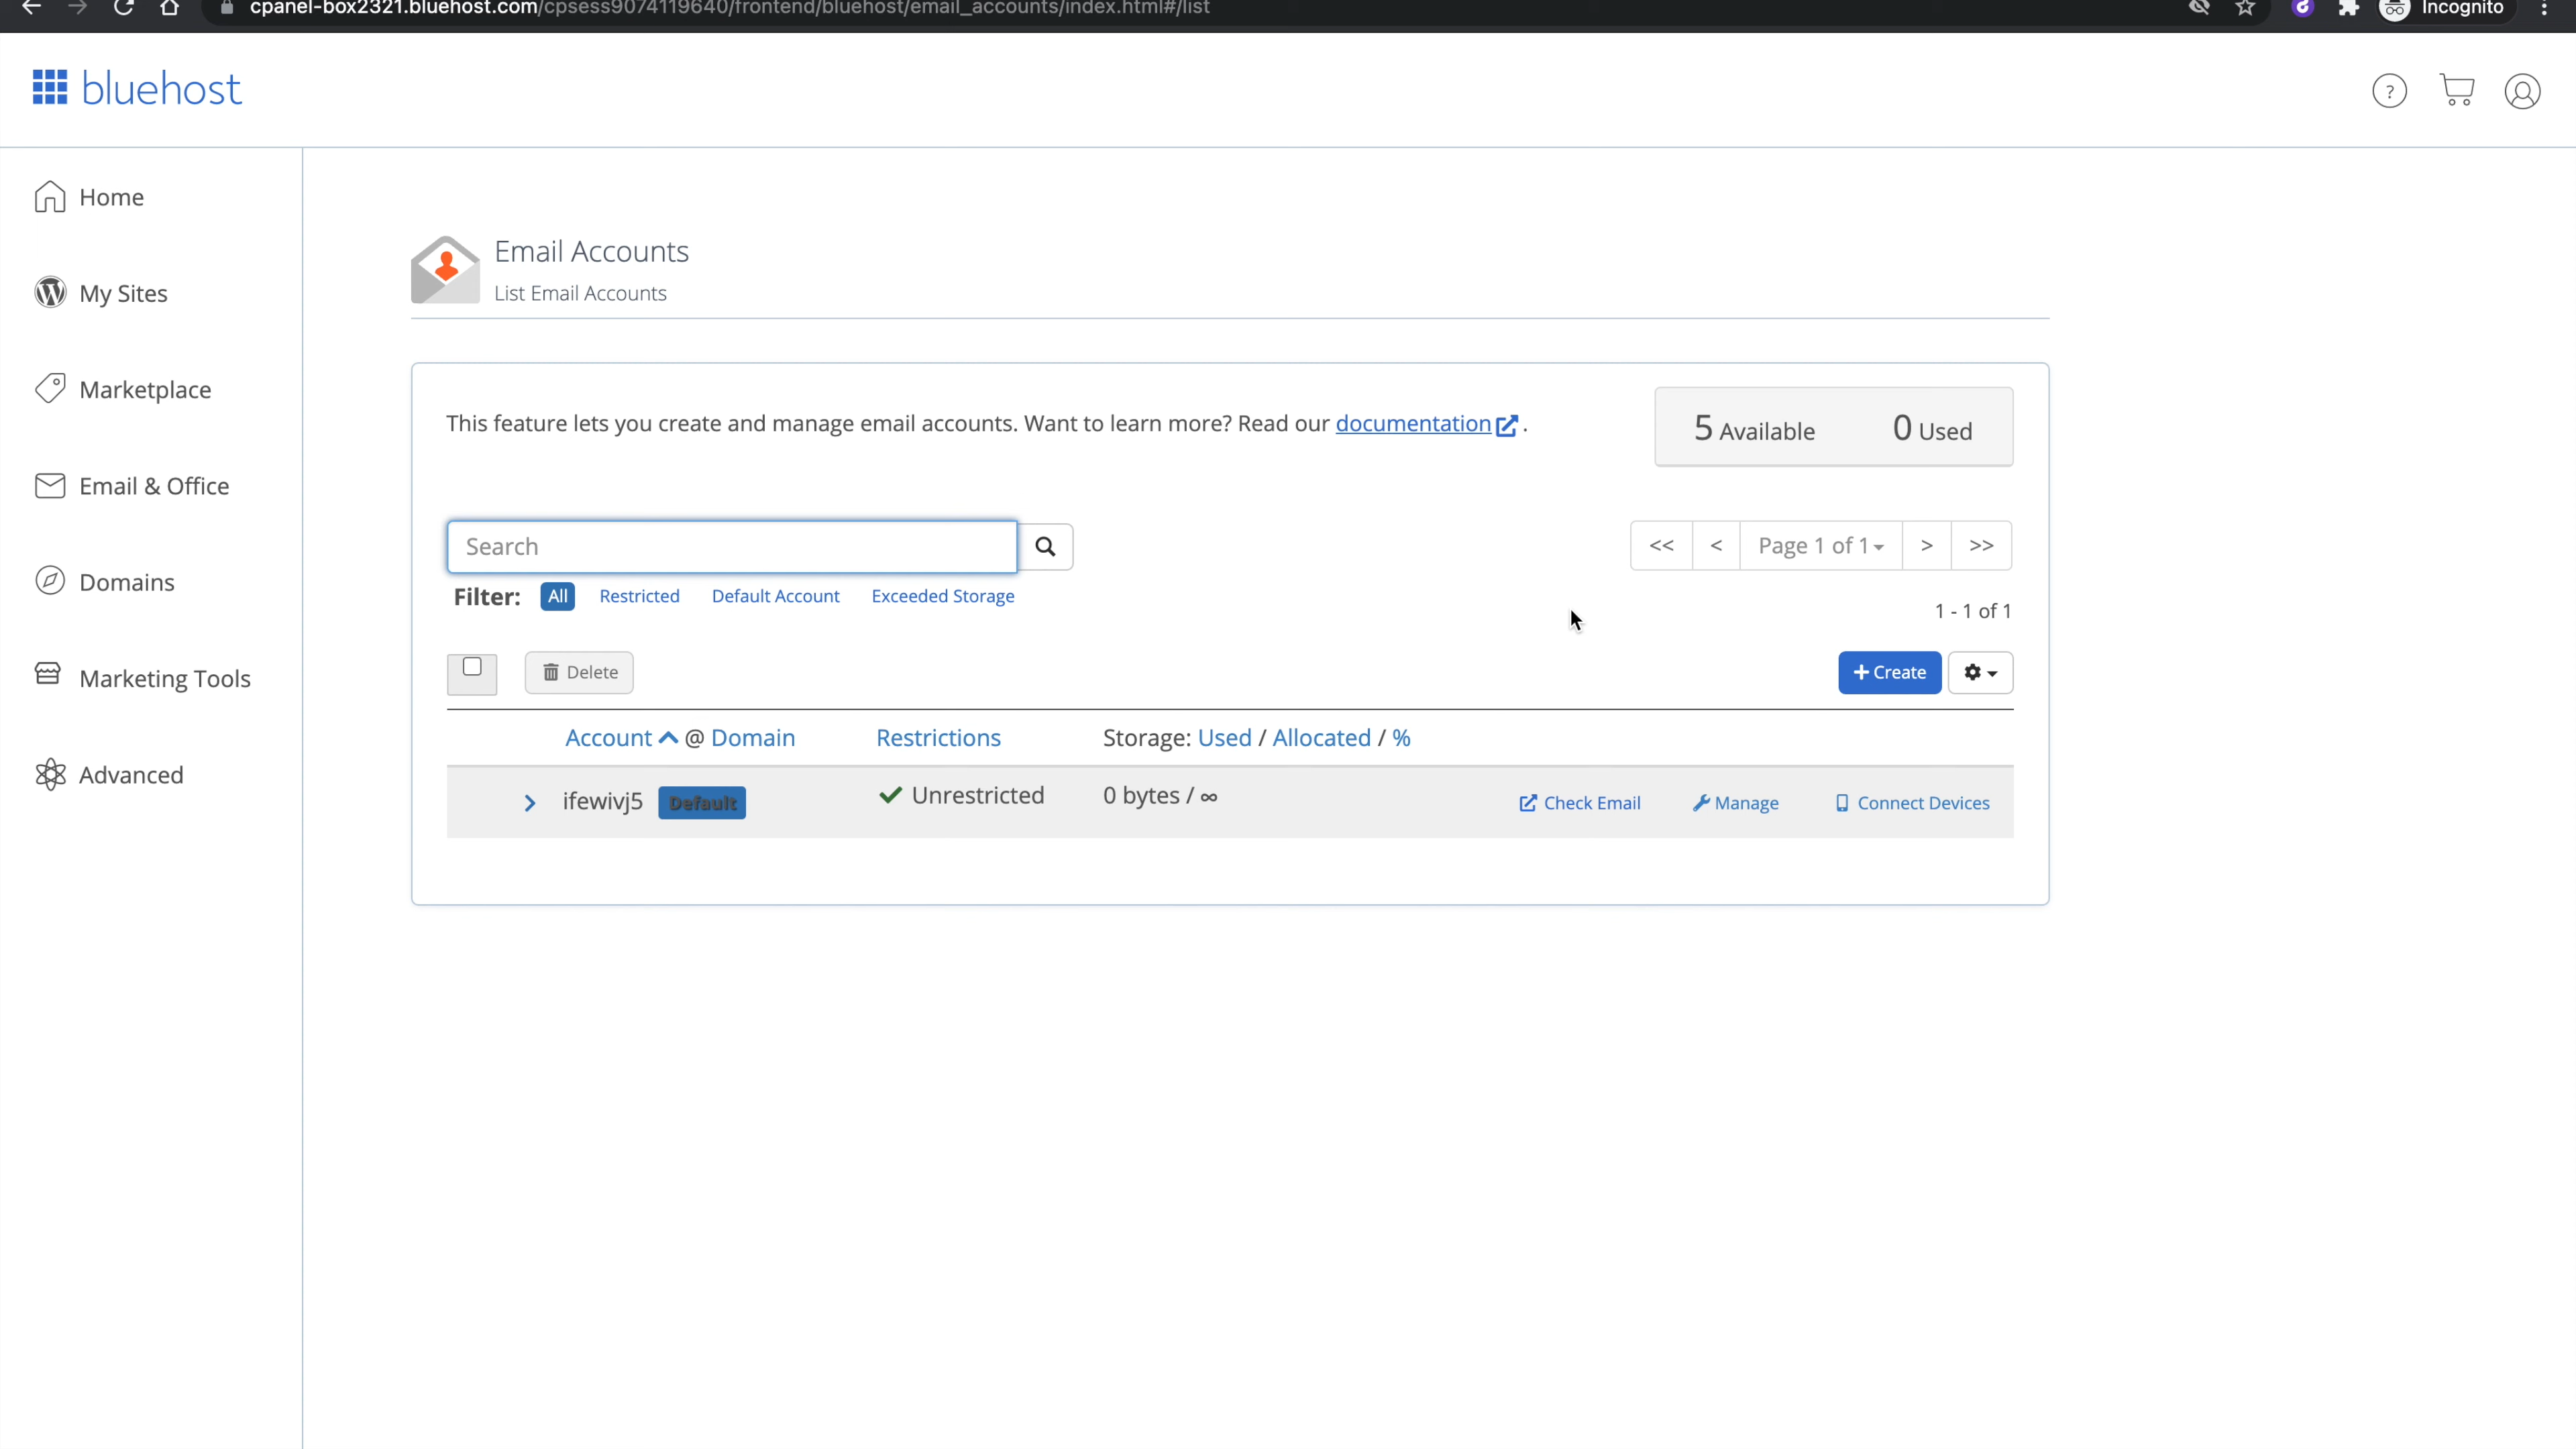 cpanel-box2321.bluehost.com/cpsess9074119640/frontend/bluehost/email_accounts/index.html#/list
Incognito
bluehost
?
Home
My Sites
Marketplace
Email & Office
Domains
Marketing Tools
Advanced
Email Accounts
List Email Accounts
This feature lets you create and manage email accounts. Want to learn more? Read our documentation .
5 Available 0 Used
Search
<< < Page 1 of 1 > >>
Filter: All Restricted Default Account Exceeded Storage
1 - 1 of 1
Delete
+ Create
Account @ Domain Restrictions Storage: Used / Allocated / %
ifewivj5 Default Unrestricted 0 bytes / ∞ Check Email Manage Connect Devices